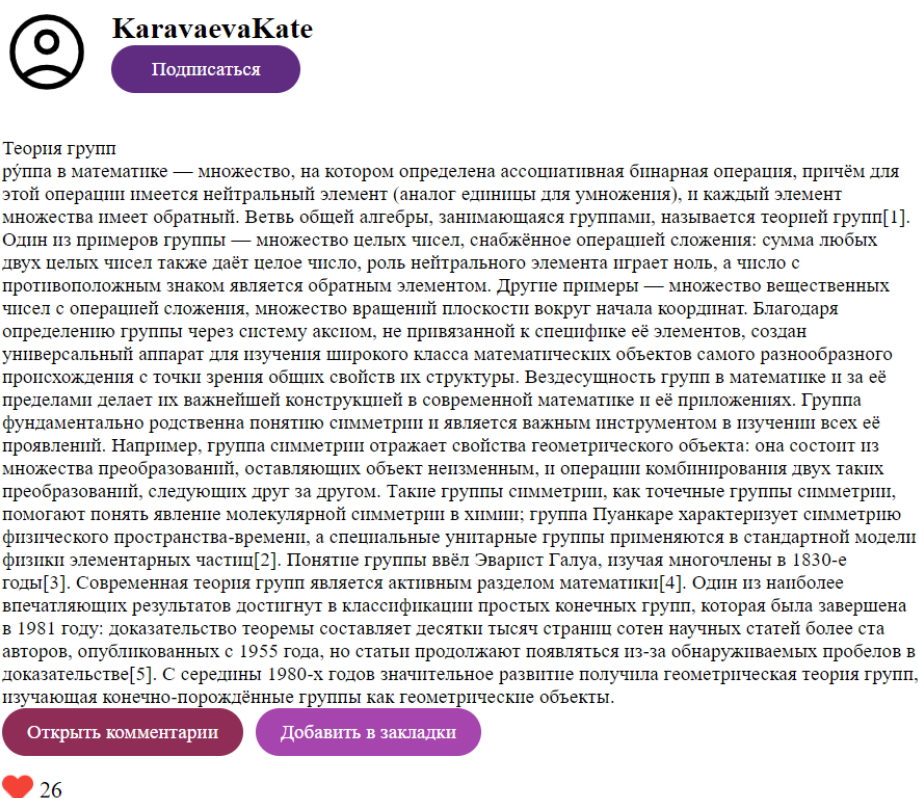 KaravaevaKate
Подписаться
Теория групп
ру́ппа в математике — множество, на котором определена ассоциативная бинарная операция, причём для
этой операции имеется нейтральный элемент (аналог единицы для умножения), и каждый элемент
множества имеет обратный. Ветвь общей алгебры, занимающаяся группами, называется теорией групп[1].
Один из примеров группы — множество целых чисел, снабжённое операцией сложения: сумма любых
двух целых чисел также даёт целое число, роль нейтрального элемента играет ноль, а число с
противоположным знаком является обратным элементом. Другие примеры — множество вещественных
чисел с операцией сложения, множество вращений плоскости вокруг начала координат. Благодаря
определению группы через систему аксиом, не привязанной к специфике её элементов, создан
универсальный аппарат для изучения широкого класса математических объектов самого разнообразного
происхождения с точки зрения общих свойств их структуры. Вездесущность групп в математике и за её
пределами делает их важнейшей конструкцией в современной математике и её приложениях. Группа
фундаментально родственна понятию симметрии и является важным инструментом в изучении всех её
проявлений. Например, группа симметрии отражает свойства геометрического объекта: она состоит из
множества преобразований, оставляющих объект неизменным, и операции комбинирования двух таких
преобразований, следующих друг за другом. Такие группы симметрии, как точечные группы симметрии,
помогают понять явление молекулярной симметрии в химии; группа Пуанкаре характеризует симметрию
физического пространства-времени, а специальные унитарные группы применяются в стандартной модели
физики элементарных частиц[2]. Понятие группы ввёл Эварист Галуа, изучая многочлены в 1830-е
годы[3]. Современная теория групп является активным разделом математики[4]. Один из наиболее
впечатляющих результатов достигнут в классификации простых конечных групп, которая была завершена
в 1981 году: доказательство теоремы составляет десятки тысяч страниц сотен научных статей более ста
авторов, опубликованных с 1955 года, но статьи продолжают появляться из-за обнаруживаемых пробелов в
доказательстве[5]. С середины 1980-х годов значительное развитие получила геометрическая теория групп,
изучающая конечно-порождённые группы как геометрические объекты.
Открыть комментарии Добавить в закладки
26